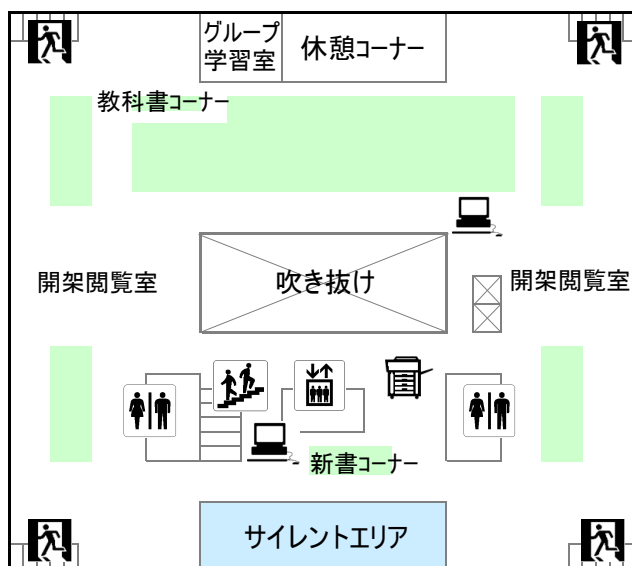 グループ
学習室
休憩コーナー
教科書コーナー
開架閲覧室
吹き抜け
開架閲覧室
新書コーナー
サイレントエリア